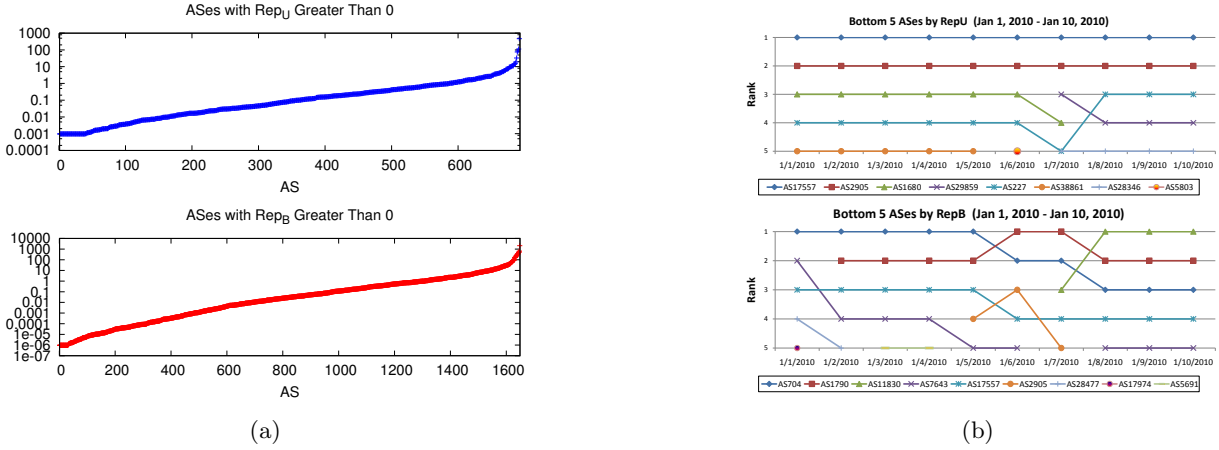 ASes with Rep_U Greater Than 0
1000
100
10
1
0.1
0.01
0.001
0.0001
0 100 200 300 400 500 600
AS
ASes with Rep_B Greater Than 0
10000
1000
100
10
1
0.1
0.01
0.001
0.0001
1e-05
1e-06
1e-07
0 200 400 600 800 1000 1200 1400 1600
AS
(a)
Bottom 5 ASes by RepU (Jan 1, 2010 - Jan 10, 2010)
Rank
1
2
3
4
5
1/1/2010 1/2/2010 1/3/2010 1/4/2010 1/5/2010 1/6/2010 1/7/2010 1/8/2010 1/9/2010 1/10/2010
AS17557 AS2905 AS1680 AS29859 AS227 AS38861 AS28346 AS5803
Bottom 5 ASes by RepB (Jan 1, 2010 - Jan 10, 2010)
Rank
1
2
3
4
5
1/1/2010 1/2/2010 1/3/2010 1/4/2010 1/5/2010 1/6/2010 1/7/2010 1/8/2010 1/9/2010 1/10/2010
AS704 AS1790 AS11830 AS7643 AS17557 AS2905 AS28477 AS17974 AS5691
(b)